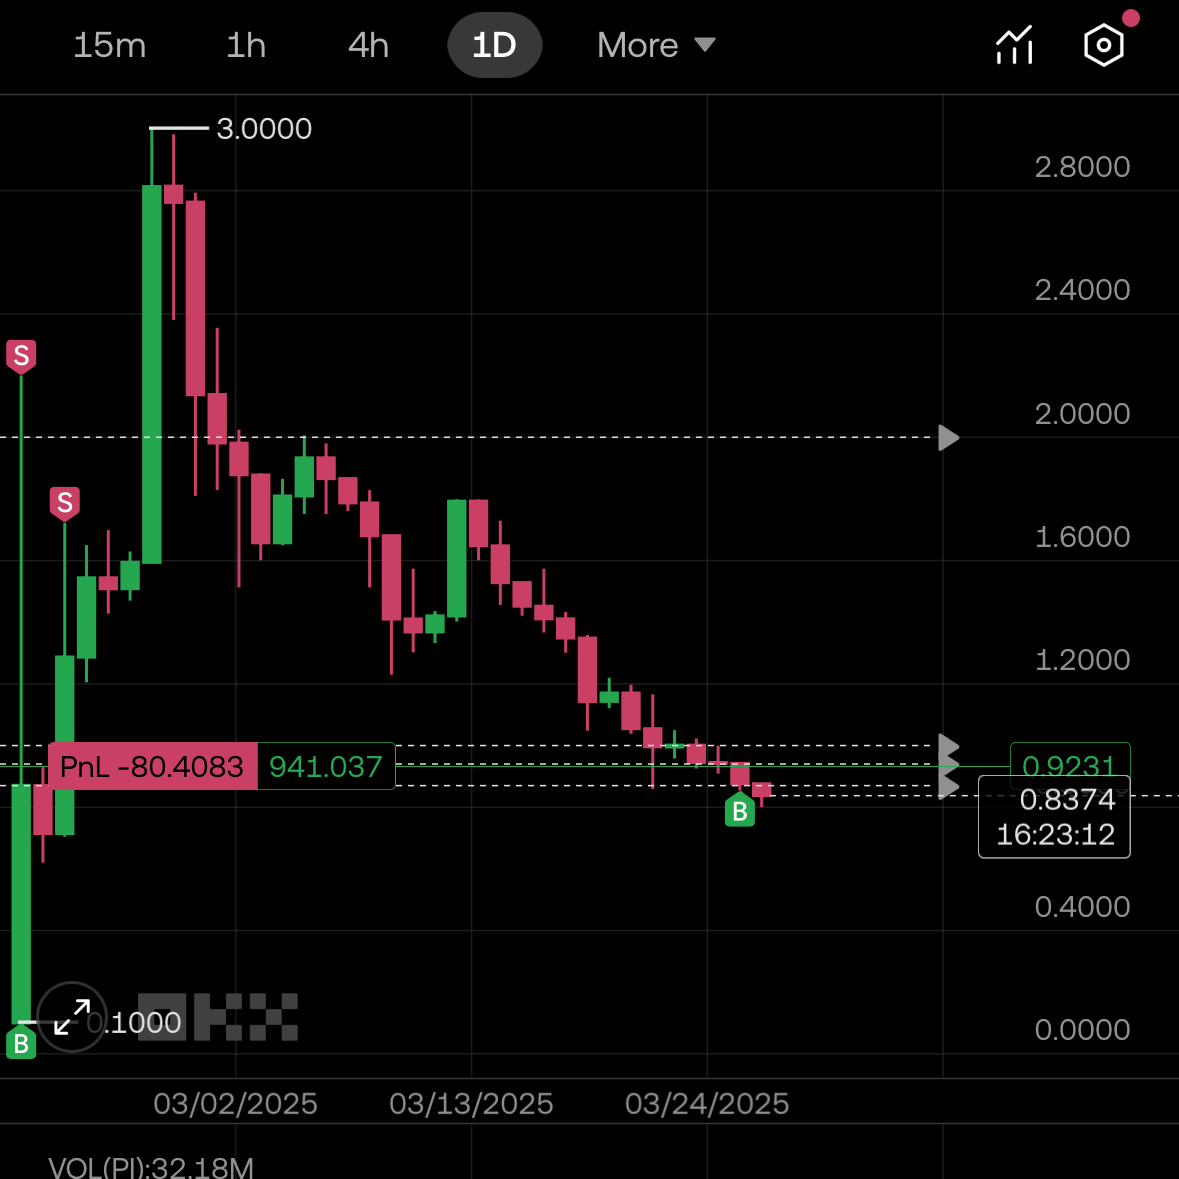 15m 1h 4h 1D More
3.0000
2.8000
2.4000
S
2.0000
S
1.6000
1.2000
PnL -80.4083 941.037 0.9231
0.8374
B
16:23:12
0.4000
0.1000 OKX
B
0.0000
03/02/2025 03/13/2025 03/24/2025
VOL(PI):32.18M